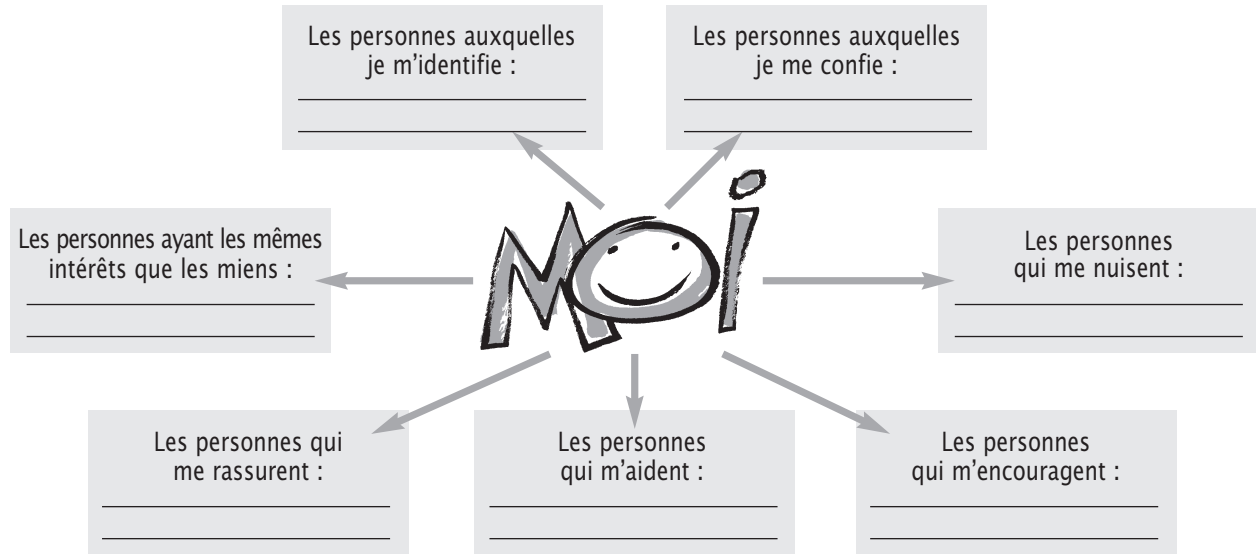 Les personnes auxquelles
je m’identifie :
Les personnes auxquelles
je me confie :
Les personnes ayant les mêmes
intérêts que les miens :
MOi
Les personnes
qui me nuisent :
Les personnes qui
me rassurent :
Les personnes
qui m’aident :
Les personnes
qui m’encouragent :